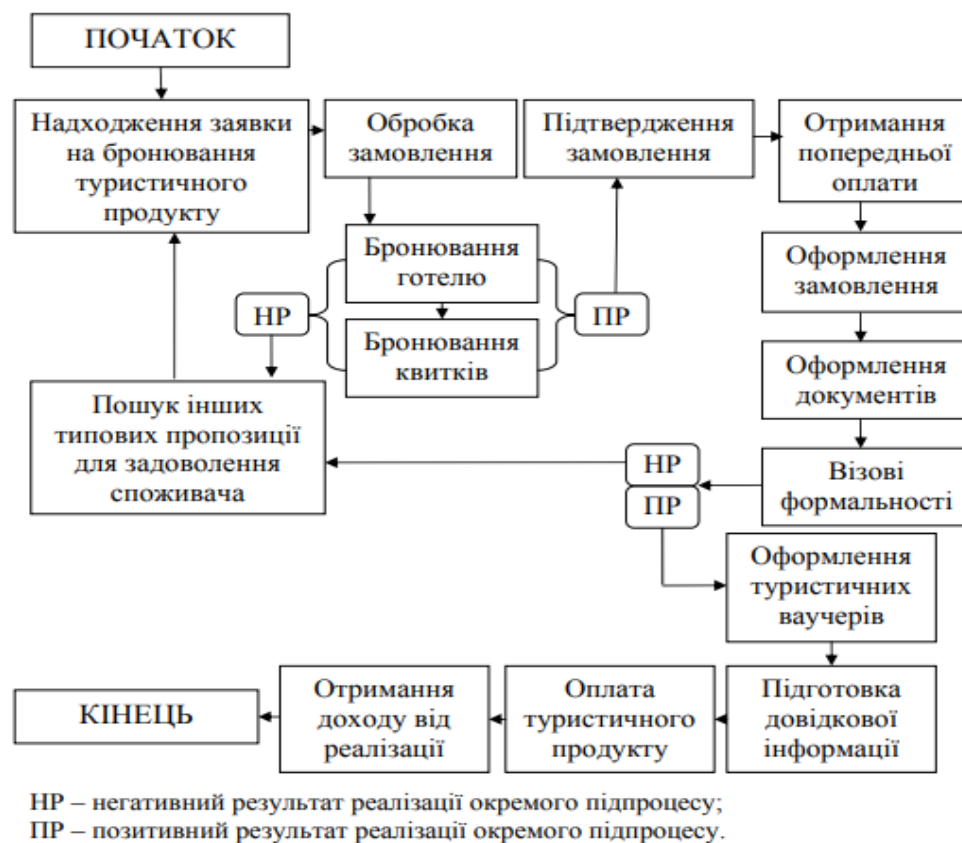 ПОЧАТОК
Надходження заявки
на бронювання
туристичного
продукту
Обробка
замовлення
Підтвердження
замовлення
Отримання
попередньої
оплати
Бронювання
готелю
Оформлення
замовлення
НР
ПР
Бронювання
квитків
Оформлення
документів
Пошук інших
типових пропозиції
для задоволення
споживача
НР
ПР
Візові
формальності
Оформлення
туристичних
ваучерів
КІНЕЦЬ
Отримання
доходу від
реалізації
Оплата
туристичного
продукту
Підготовка
довідкової
інформації
НР – негативний результат реалізації окремого підпроцесу;
ПР – позитивний результат реалізації окремого підпроцесу.